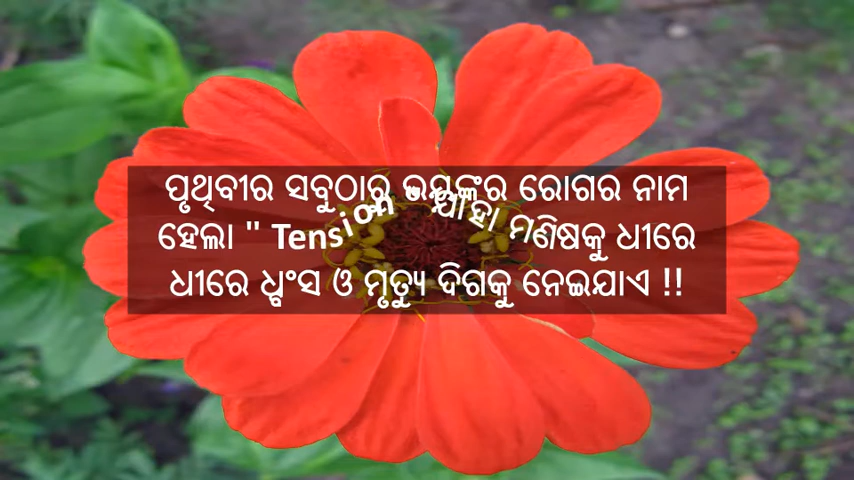 ପୃଥିବୀର ସବୁଠାରୁ ଭୟଙ୍କର ରୋଗର ନାମ
ହେଲା " Tension " ଯାହା ମଣିଷକୁ ଧୀରେ
ଧୀରେ ଧ୍ବଂସ ଓ ମୃତ୍ୟୁ ଦିଗକୁ ନେଇଯାଏ !!